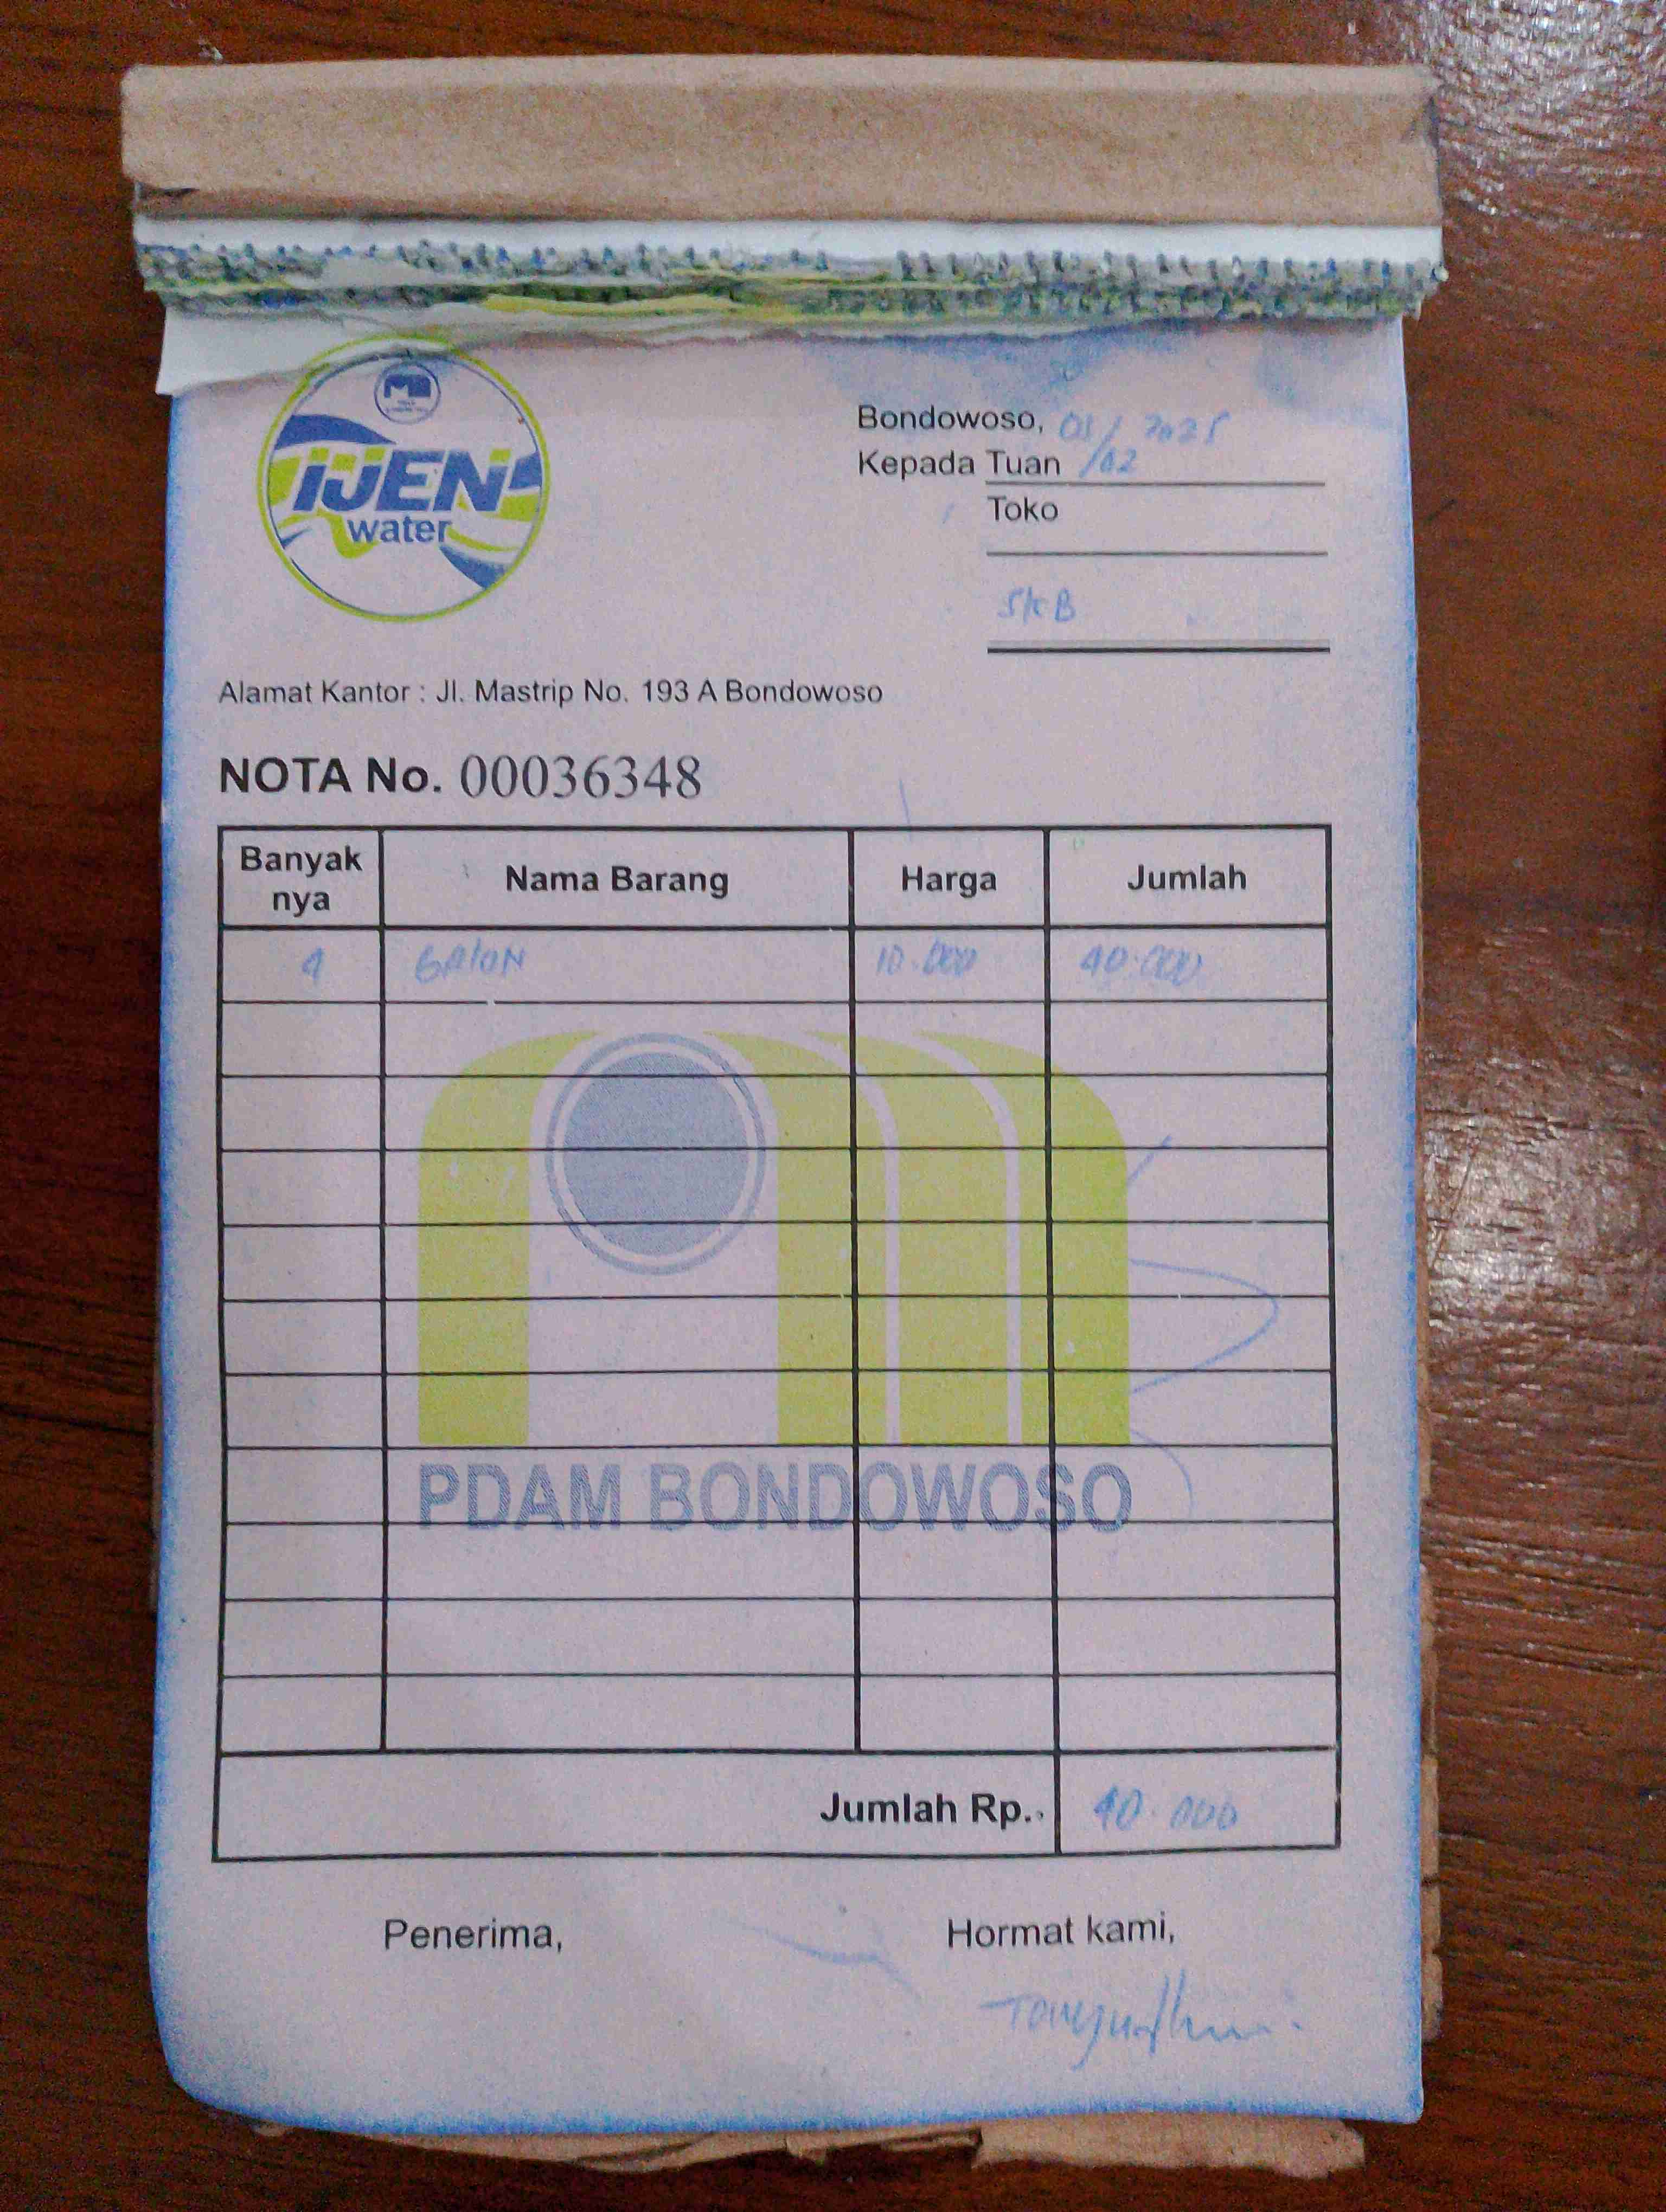 IJEN
water
Bondowoso, 2025
Kepada Tuan /02
Toko
SKB
Alamat Kantor : Jl. Mastrip No. 193 A Bondowoso
NOTA No. 00036348
Banyak nya Nama Barang Harga Jumlah
4 GALON 10.000 40.000
PDAM BONDOWOSO
Jumlah Rp. 40.000
Penerima, Hormat kami,